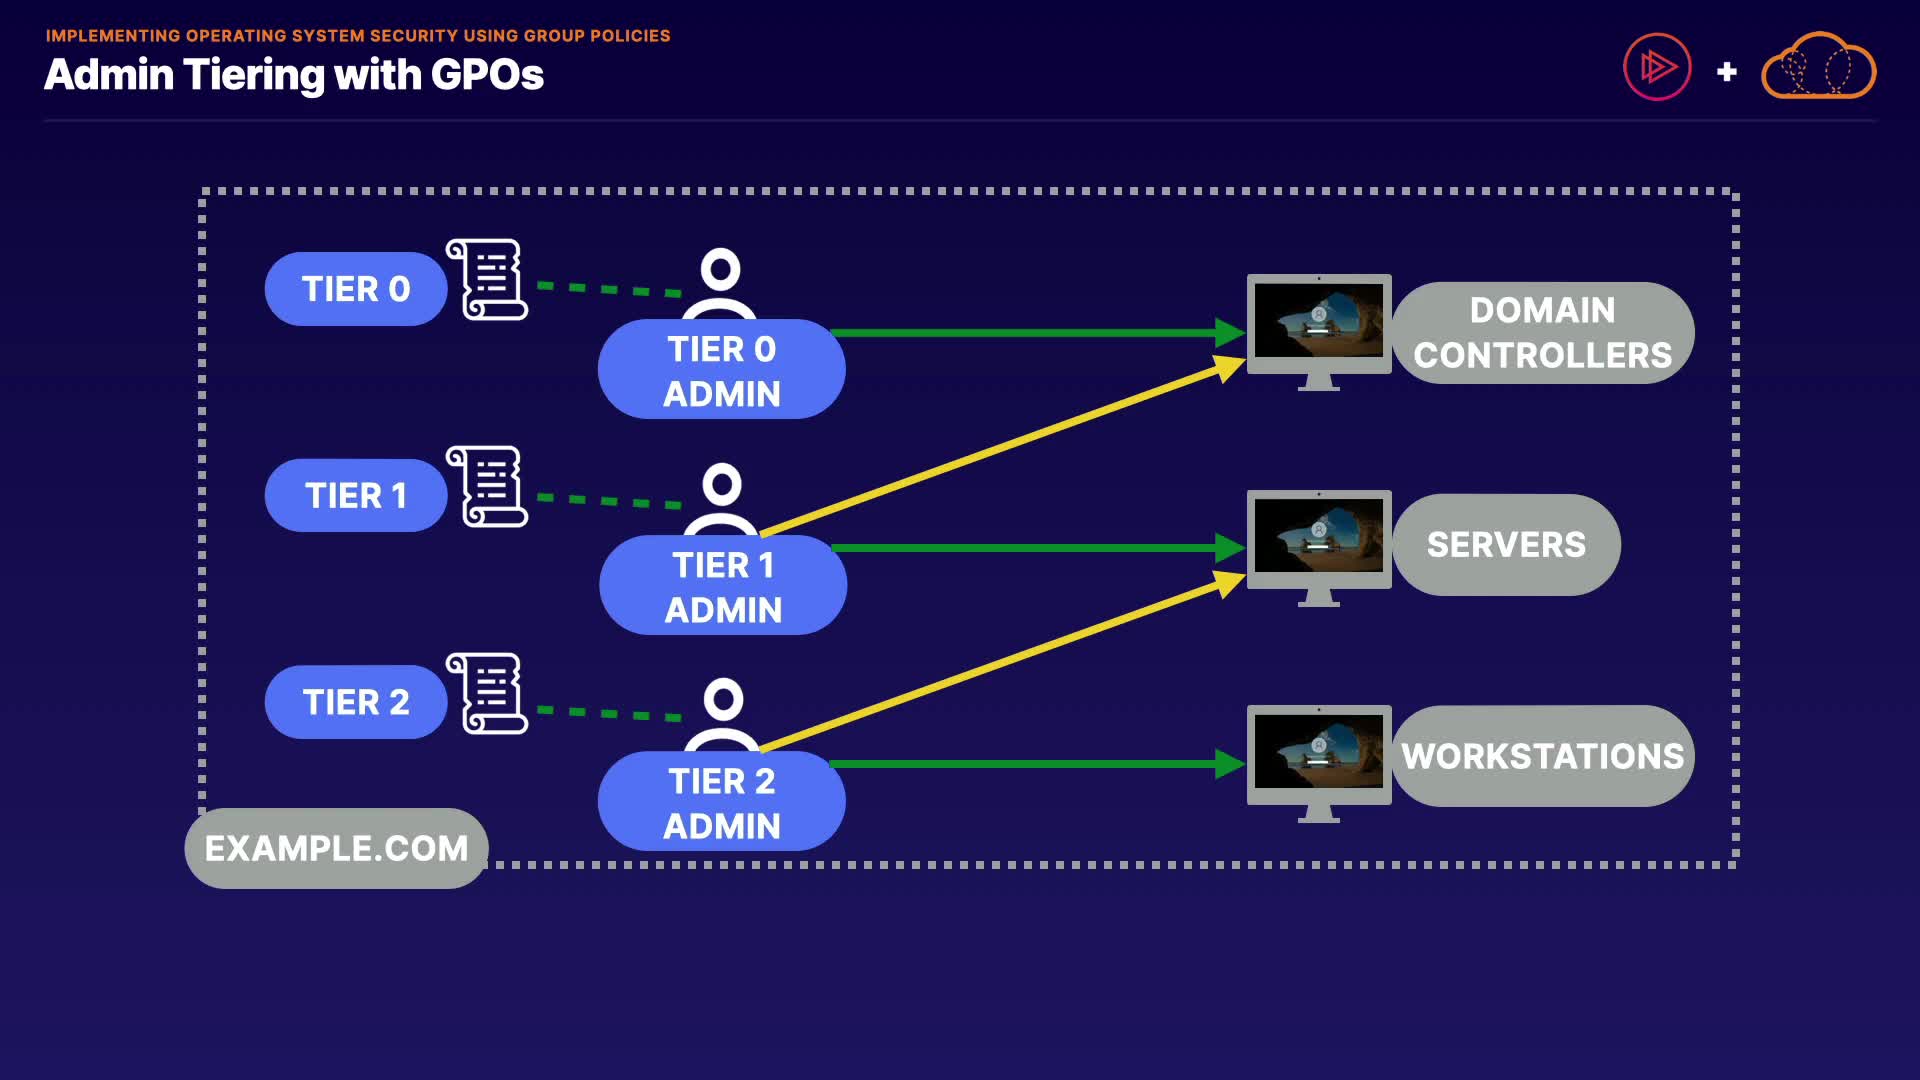 IMPLEMENTING OPERATING SYSTEM SECURITY USING GROUP POLICIES
Admin Tiering with GPOs
+
TIER 0
TIER 0
ADMIN
DOMAIN
CONTROLLERS
TIER 1
TIER 1
ADMIN
SERVERS
TIER 2
TIER 2
ADMIN
WORKSTATIONS
EXAMPLE.COM